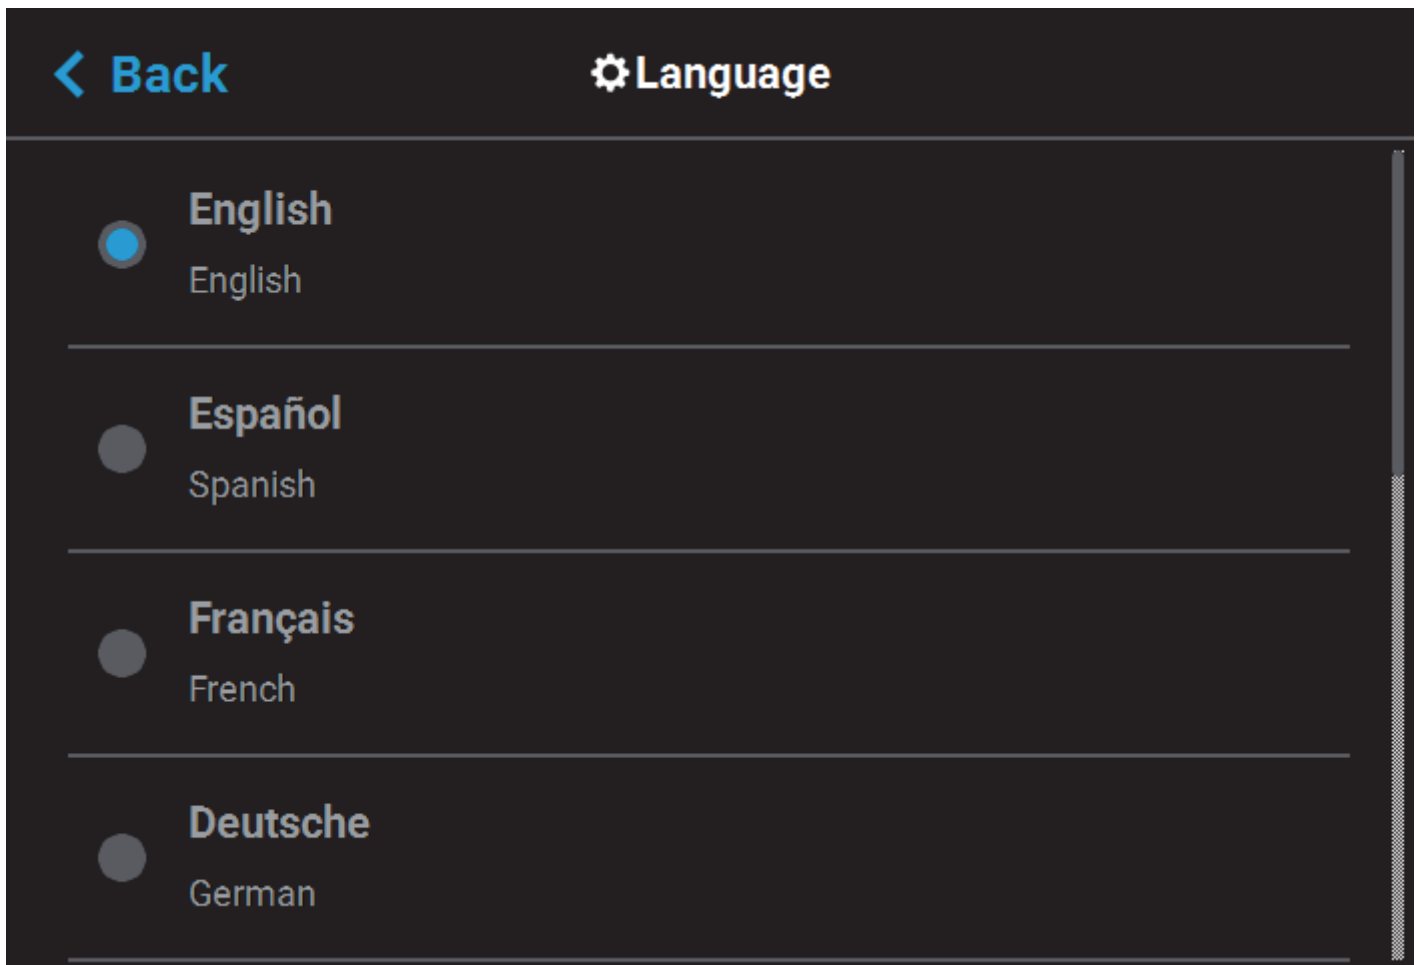 Back
Language
English
English
Español
Spanish
Français
French
Deutsche
German